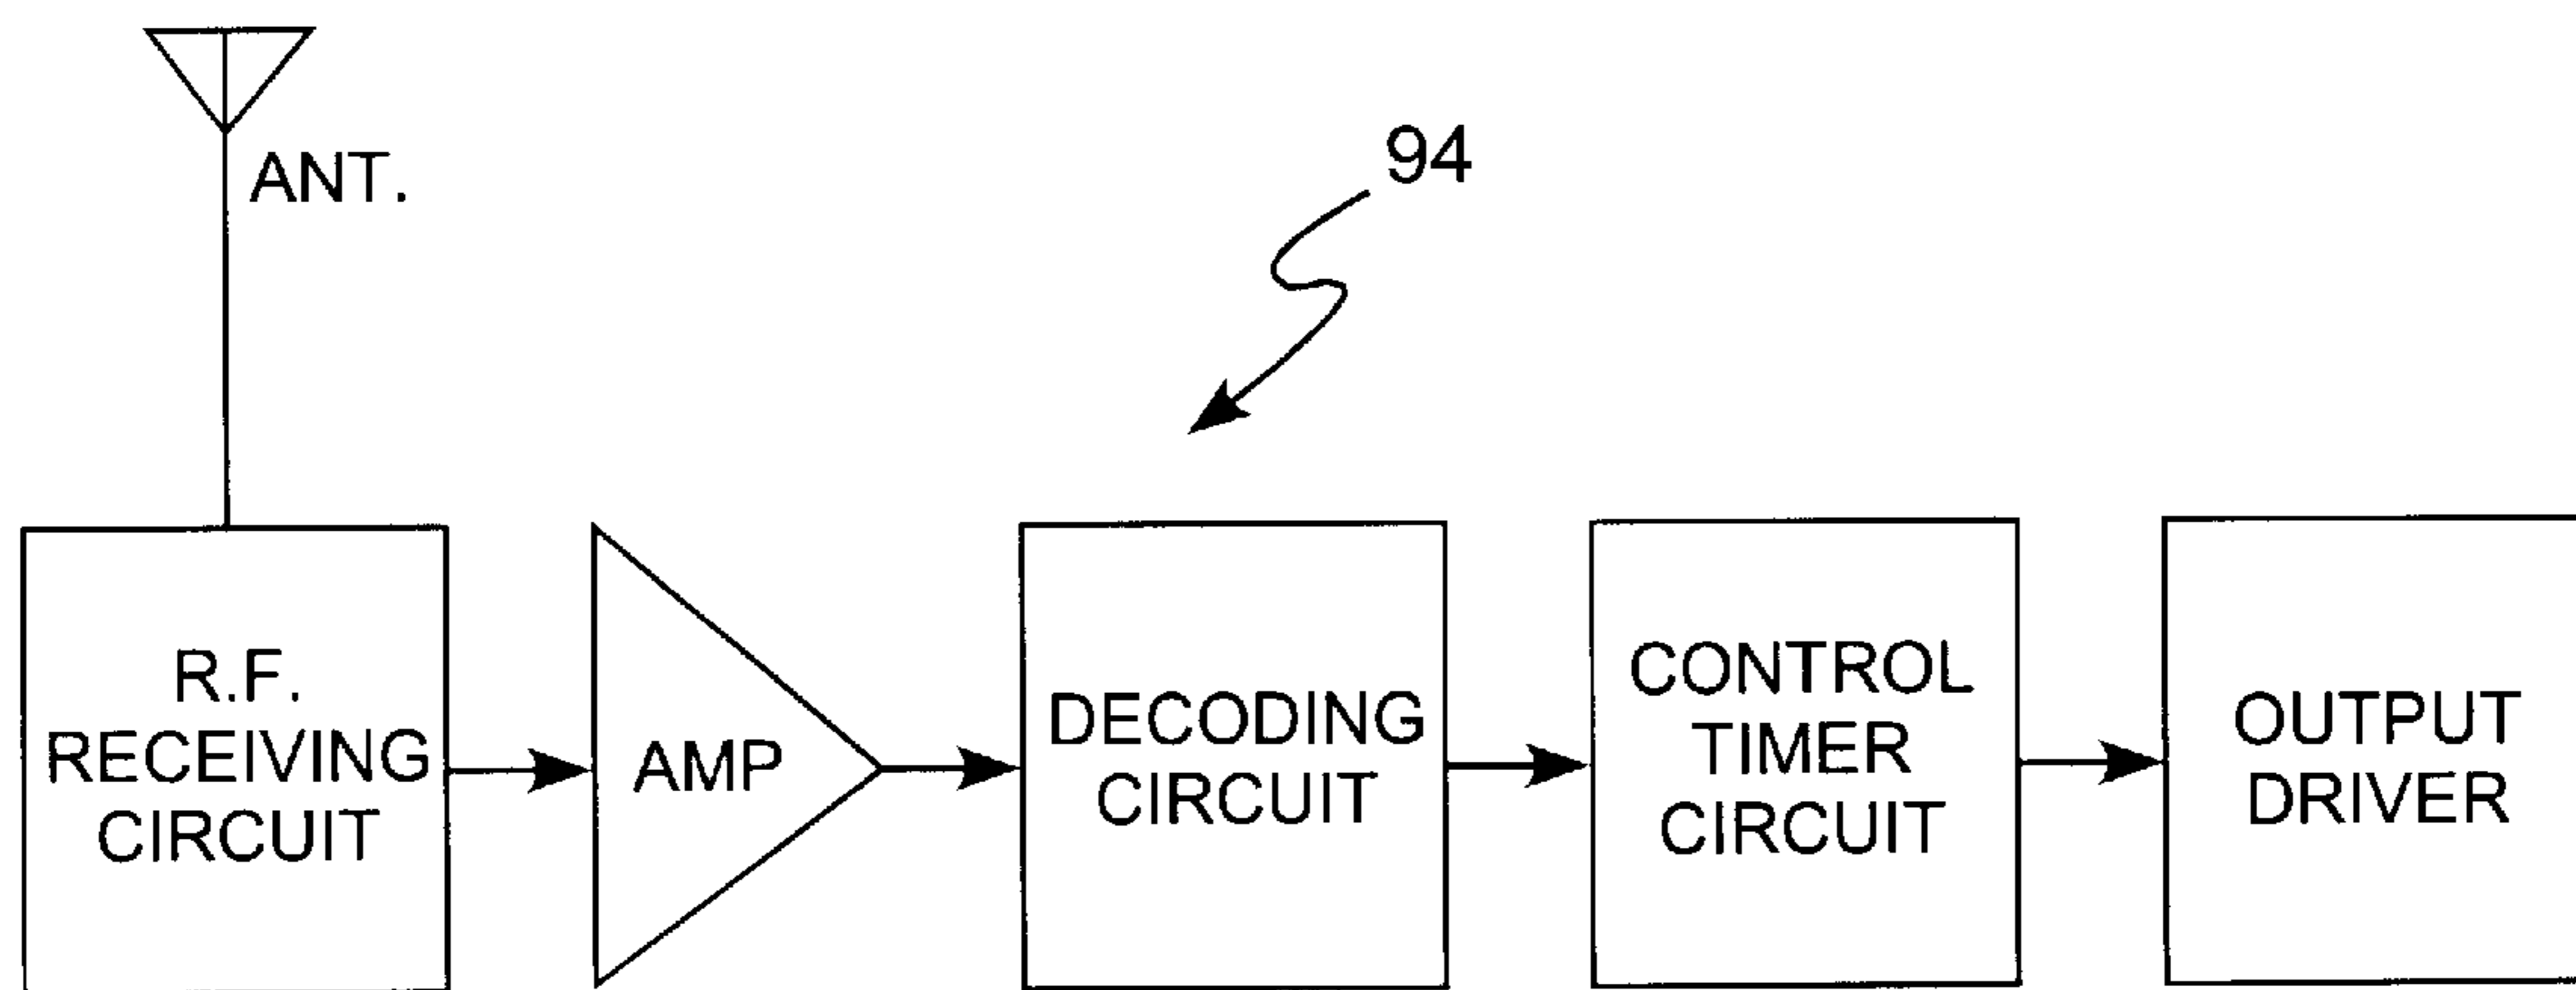 ANT.
94
R.F.
RECEIVING
CIRCUIT
AMP
DECODING
CIRCUIT
CONTROL
TIMER
CIRCUIT
OUTPUT
DRIVER